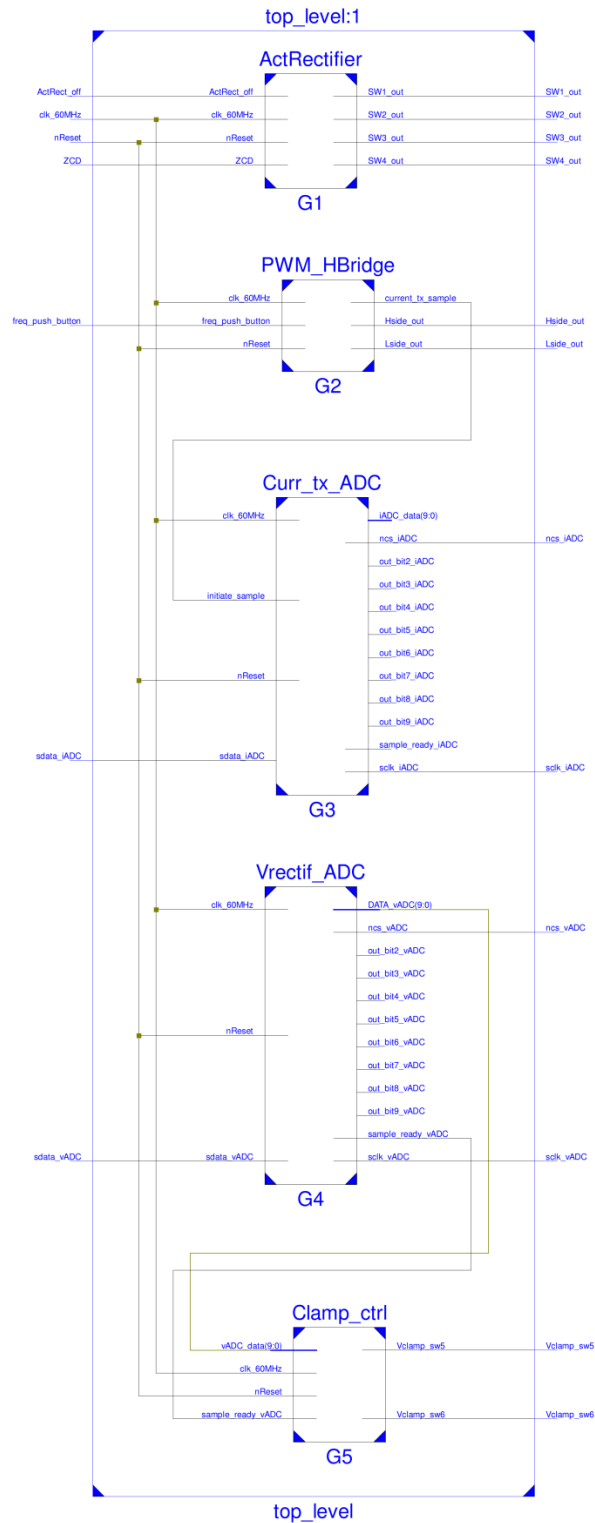 top_level:1
ActRectifier
ActRect_off ActRect_off SW1_out SW1_out
clk_60MHz clk_60MHz SW2_out SW2_out
nReset nReset SW3_out SW3_out
ZCD ZCD SW4_out SW4_out
G1
PWM_HBridge
clk_60MHz current_tx_sample
freq_push_button freq_push_button Hside_out Hside_out
nReset Lside_out Lside_out
G2
Curr_tx_ADC
clk_60MHz iADC_data(9:0)
ncs_iADC ncs_iADC
out_bit2_iADC
out_bit3_iADC
initiate_sample
out_bit4_iADC
out_bit5_iADC
out_bit6_iADC
nReset out_bit7_iADC
out_bit8_iADC
out_bit9_iADC
sample_ready_iADC
sdata_iADC sdata_iADC
sclk_iADC sclk_iADC
G3
Vrectif_ADC
clk_60MHz DATA_vADC(9:0)
ncs_vADC ncs_vADC
out_bit2_vADC
out_bit3_vADC
out_bit4_vADC
out_bit5_vADC
nReset
out_bit6_vADC
out_bit7_vADC
out_bit8_vADC
out_bit9_vADC
sample_ready_vADC
sdata_vADC sdata_vADC sclk_vADC sclk_vADC
G4
Clamp_ctrl
vADC_data(9:0) Vclamp_sw5 Vclamp_sw5
clk_60MHz
nReset
sample_ready_vADC Vclamp_sw6 Vclamp_sw6
G5
top_level